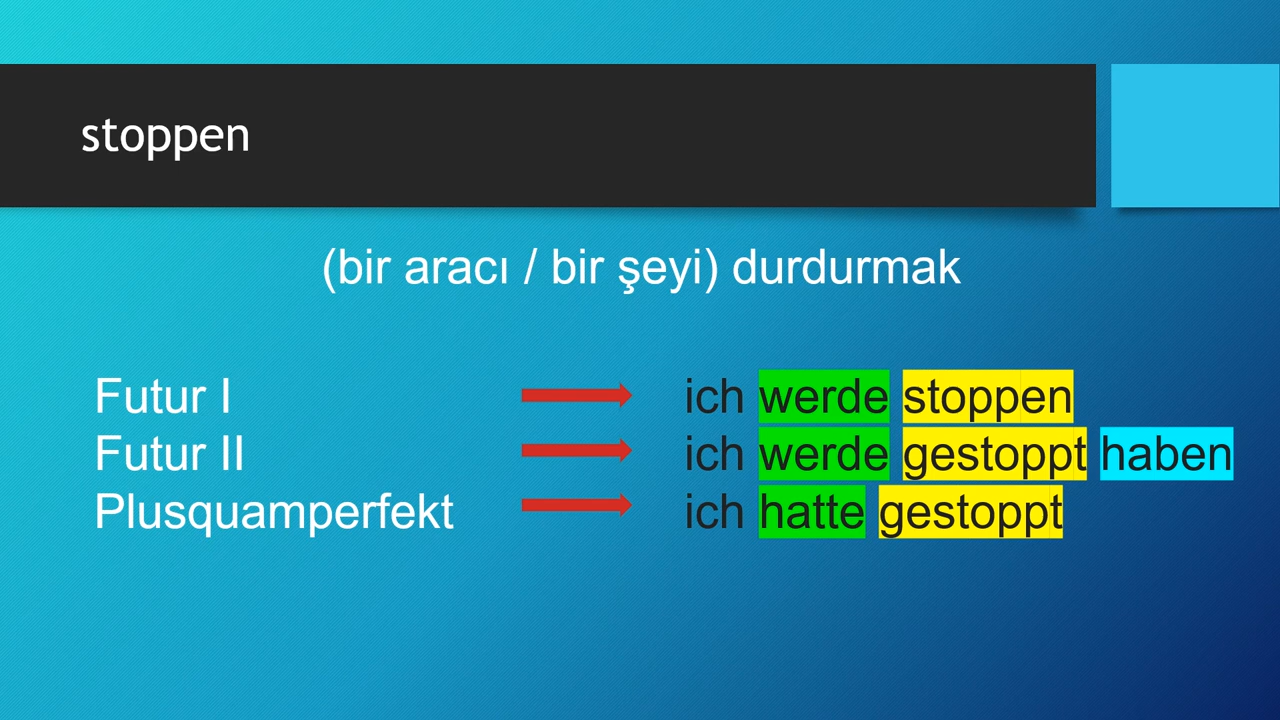 stoppen
(bir aracı / bir şeyi) durdurmak
Futur I ich werde stoppen
Futur II ich werde gestoppt haben
Plusquamperfekt ich hatte gestoppt